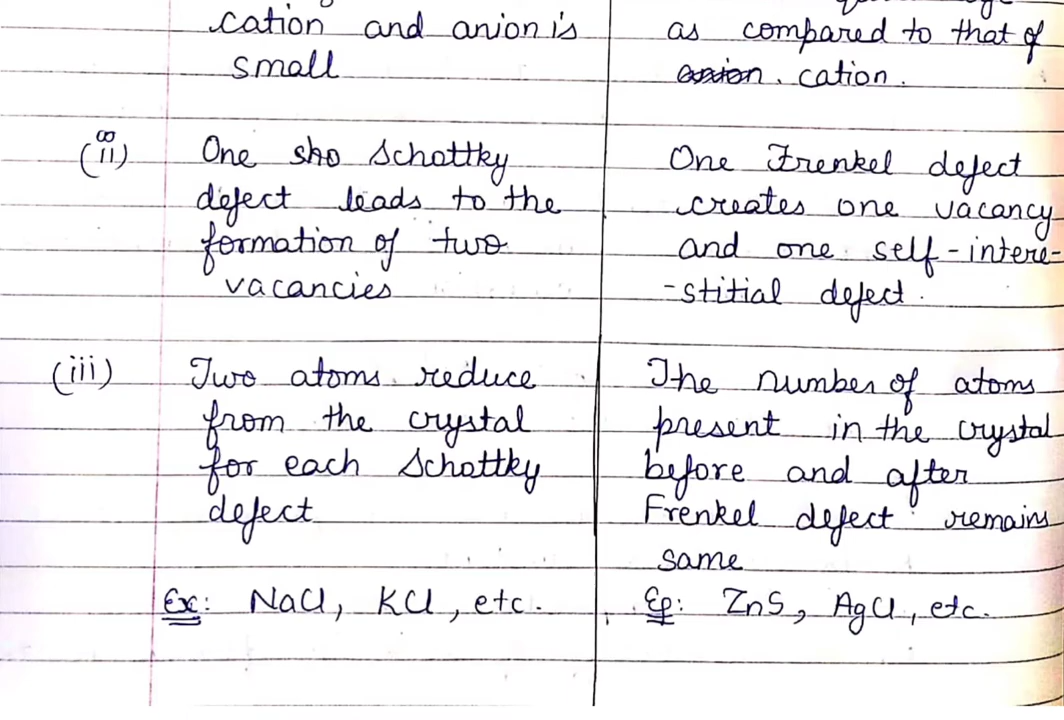 cation and anion is
small
as compared to that of
anion. cation.
(ii)
One sho Schottky
defect leads to the
formation of two
vacancies
One Frenkel defect
creates one vacancy
and one self-intere-
-stitial defect.
(iii)
Two atoms reduce
from the crystal
for each Schottky
defect
Ex: NaCl, KCl, etc.
The number of atoms
present in the crystal
before and after
Frenkel defect remains
same
Eg: ZnS, AgCl, etc.